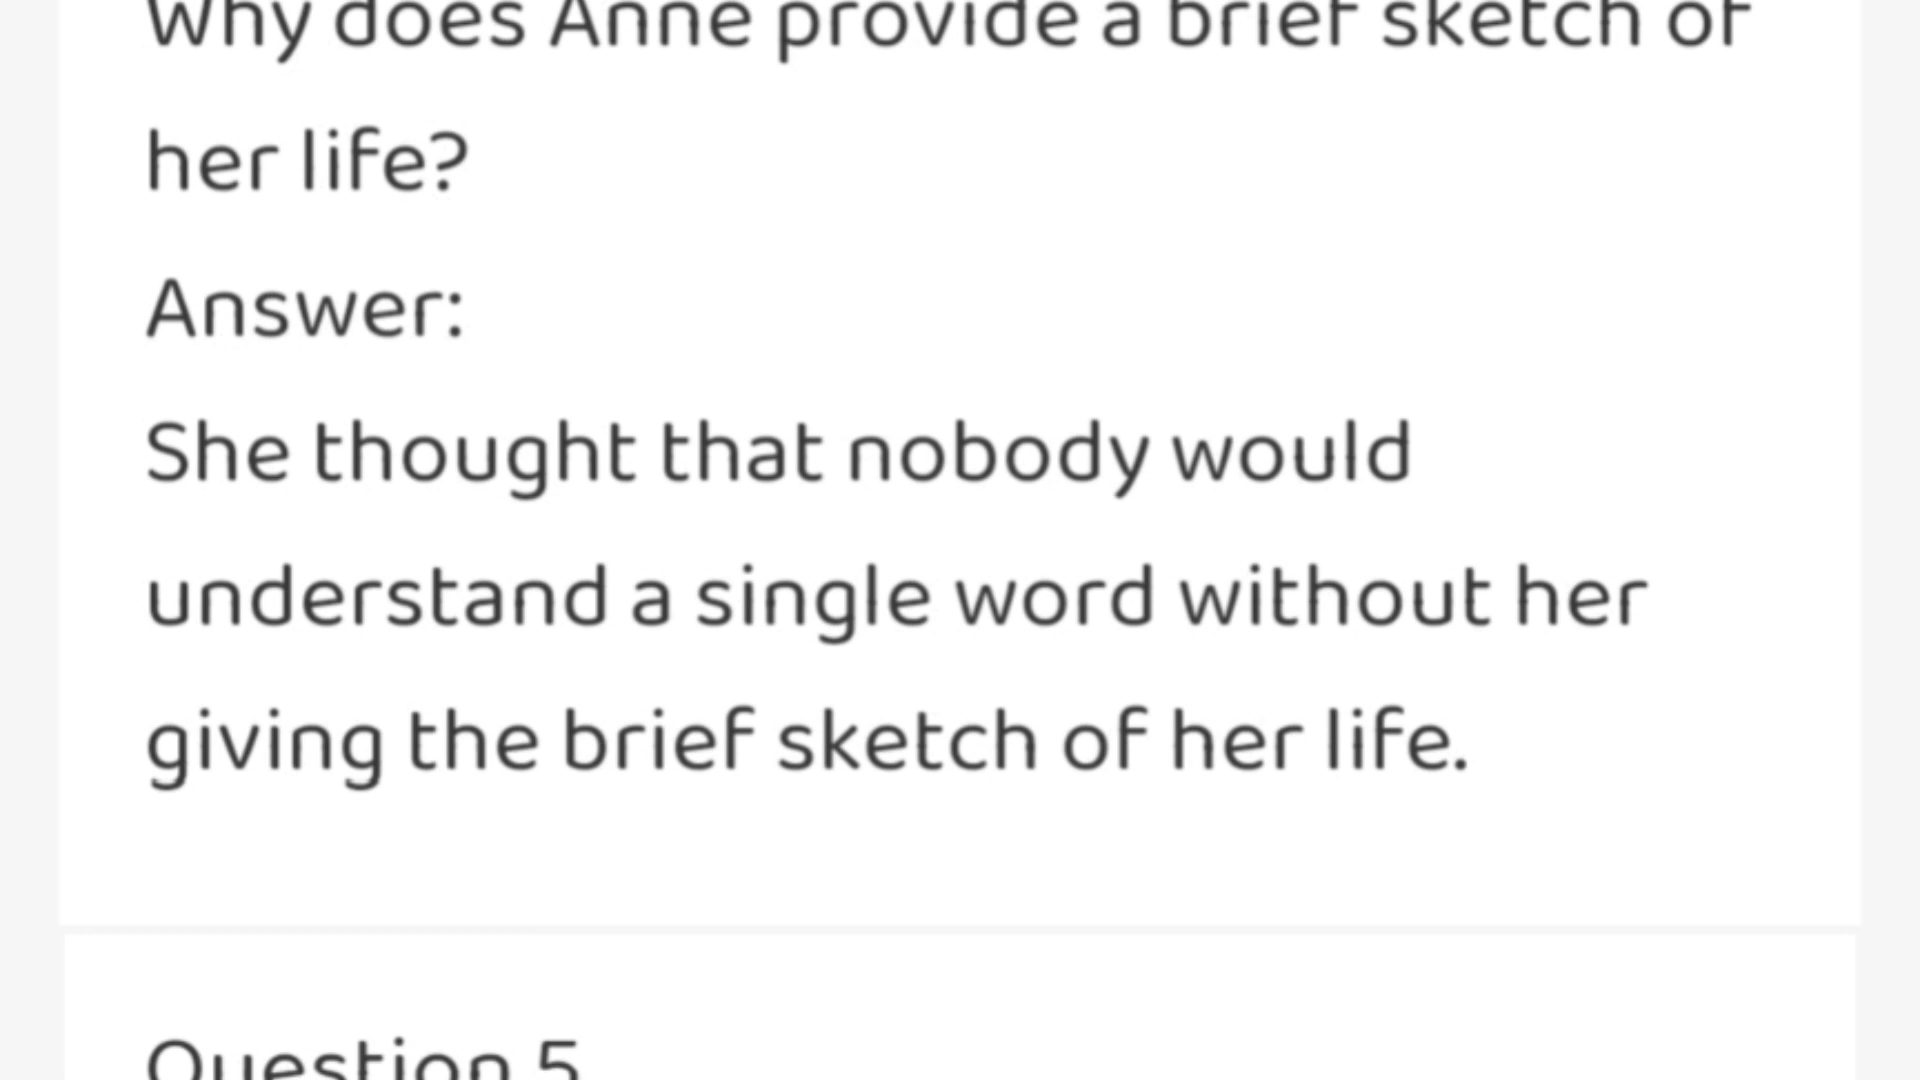 Why does Anne provide a brief sketch of
her life?
Answer:
She thought that nobody would
understand a single word without her
giving the brief sketch of her life.
Question 5